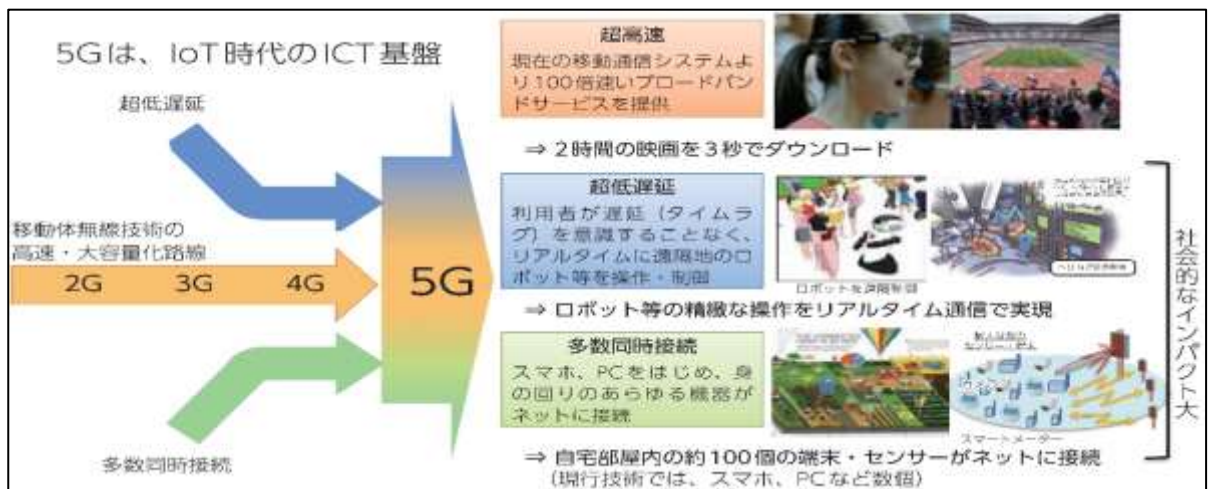 5Gは、IoT時代のICT基盤
超低遅延
移動体無線技術の
高速・大容量化路線
2G 3G 4G
5G
多数同時接続
超高速
現在の移動通信システムよ
り100倍速いブロードバン
ドサービスを提供
⇒ 2時間の映画を3秒でダウンロード
超低遅延
利用者が遅延（タイムラ
グ）を意識することなく、
リアルタイムに遠隔地のロ
ボット等を操作・制御
ロボットを遠隔制御
⇒ ロボット等の精緻な操作をリアルタイム通信で実現
多数同時接続
スマホ、PCをはじめ、身
の回りのあらゆる機器が
ネットに接続
スマートメーター
⇒ 自宅部屋内の約100個の端末・センサーがネットに接続
（現行技術では、スマホ、PCなど数個）
社会的なインパクト大